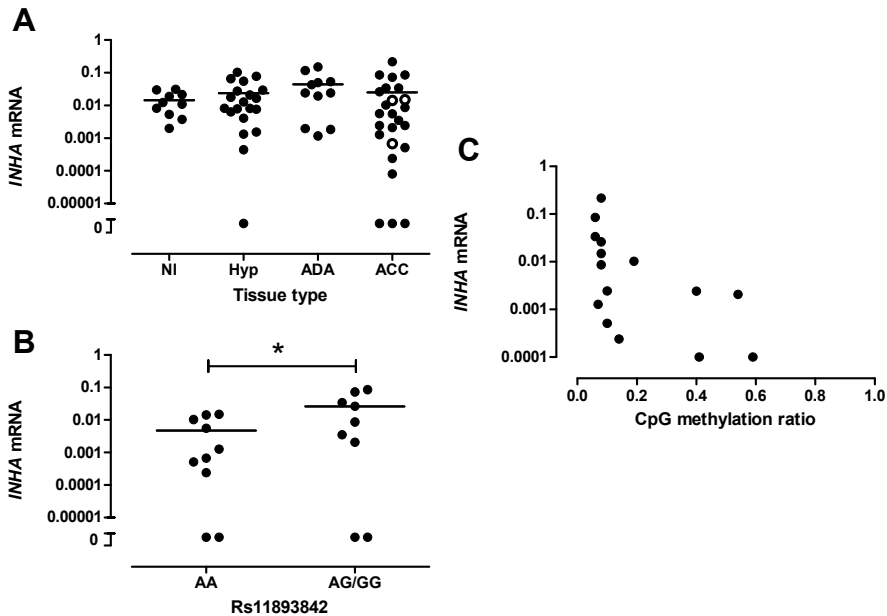 A
1
0.1
0.01
0.001
0.0001
0.00001
0
INHA mRNA
Nl Hyp ADA ACC
Tissue type
B
*
1
0.1
0.01
0.001
0.0001
0.00001
0
INHA mRNA
AA AG/GG
Rs11893842
C
1
0.1
0.01
0.001
0.0001
INHA mRNA
0.0 0.2 0.4 0.6 0.8 1.0
CpG methylation ratio